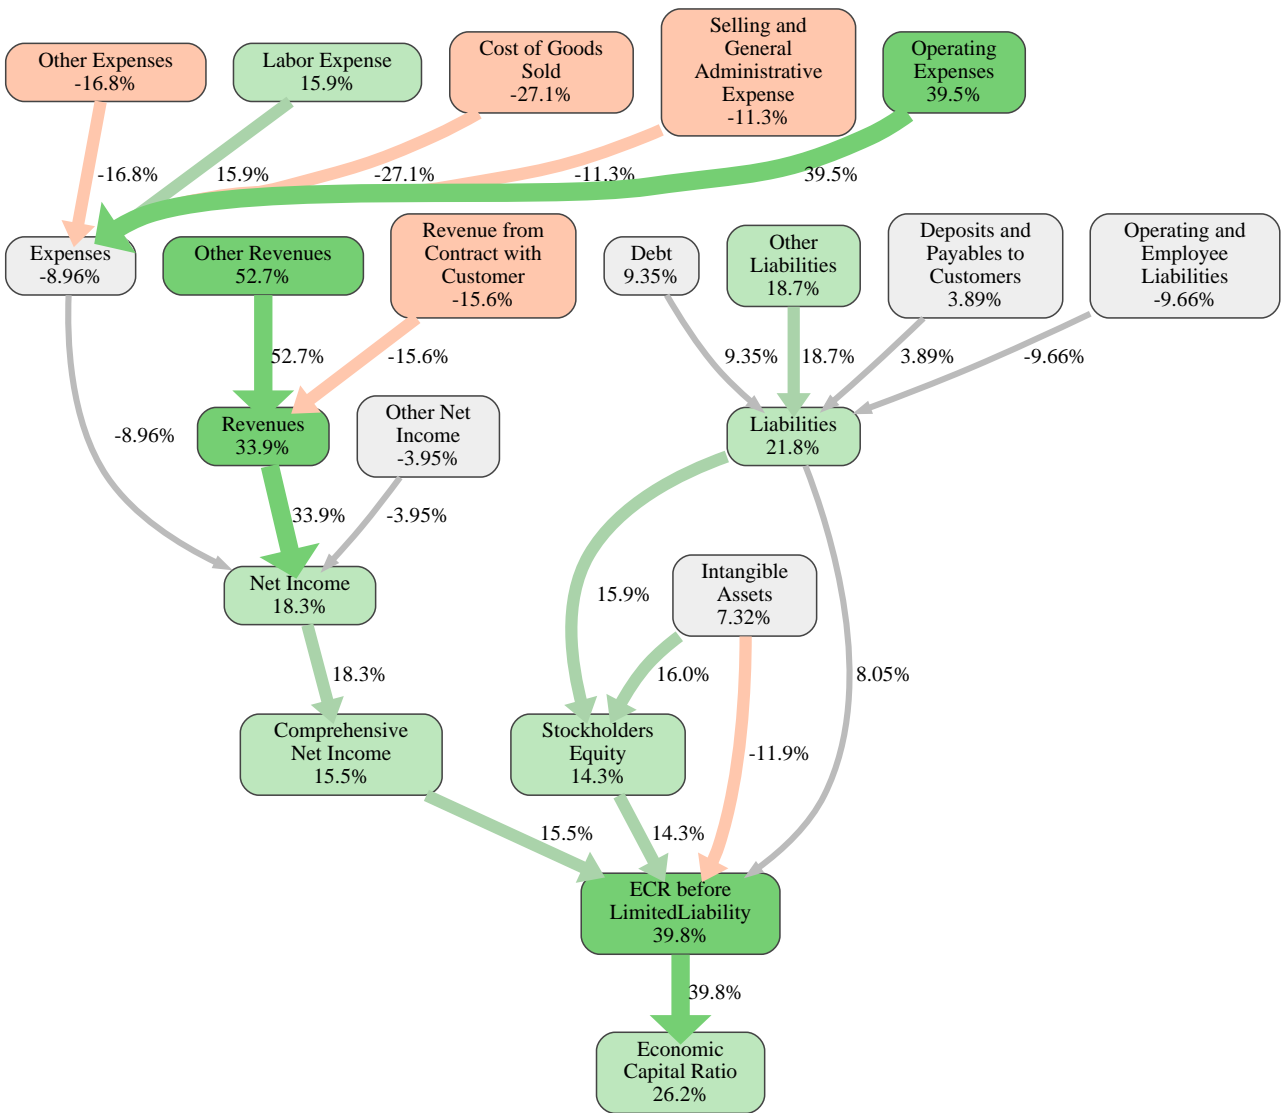 Other Expenses
-16.8%
Labor Expense
15.9%
Cost of Goods
Sold
-27.1%
Selling and
General
Administrative
Expense
-11.3%
Operating
Expenses
39.5%
-16.8%
15.9%
-27.1%
-11.3%
39.5%
Expenses
-8.96%
Other Revenues
52.7%
Revenue from
Contract with
Customer
-15.6%
Debt
9.35%
Other
Liabilities
18.7%
Deposits and
Payables to
Customers
3.89%
Operating and
Employee
Liabilities
-9.66%
52.7%
-15.6%
9.35%
18.7%
3.89%
-9.66%
-8.96%
Revenues
33.9%
Other Net
Income
-3.95%
Liabilities
21.8%
33.9%
-3.95%
Net Income
18.3%
15.9%
Intangible
Assets
7.32%
18.3%
16.0%
8.05%
Comprehensive
Net Income
15.5%
Stockholders
Equity
14.3%
-11.9%
15.5%
14.3%
ECR before
LimitedLiability
39.8%
39.8%
Economic
Capital Ratio
26.2%